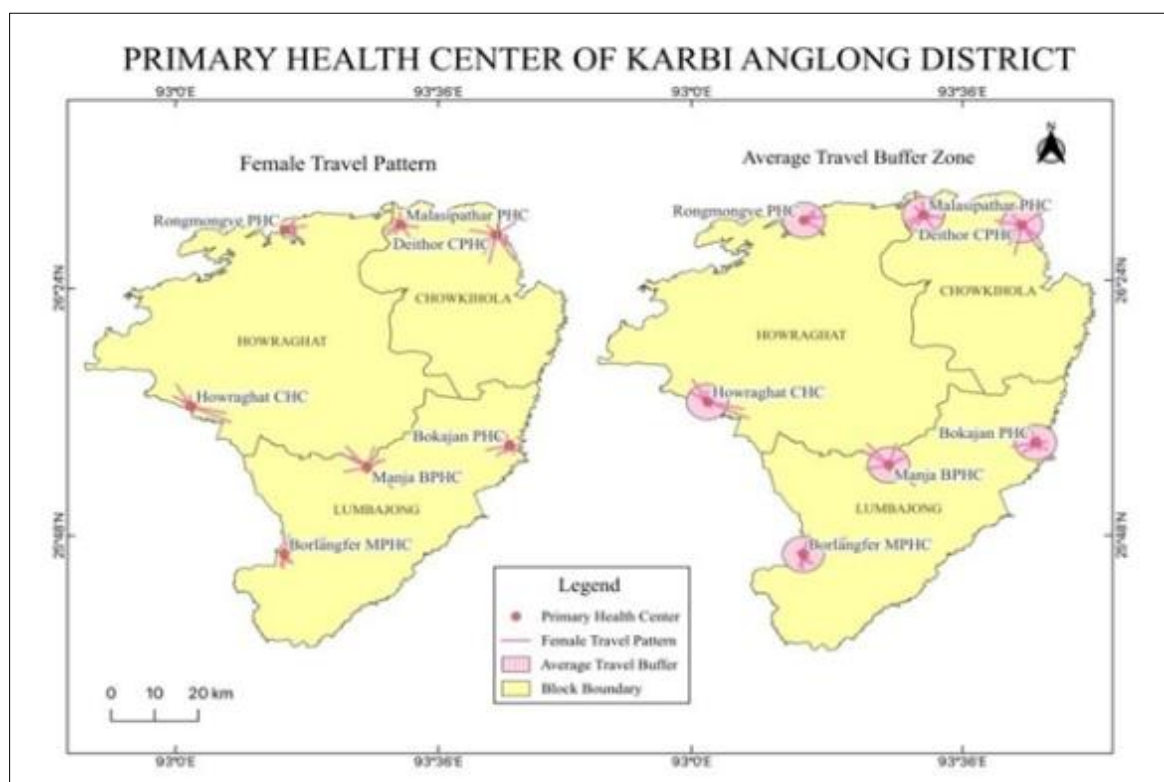 PRIMARY HEALTH CENTER OF KARBI ANGLONG DISTRICT
93°0'E 93°36'E 93°0'E 93°36'E
N
Female Travel Pattern
Average Travel Buffer Zone
Rongmongve PHC
Malasipathar PHC
Deithor CPHC
CHOWKIHOLA
HOWRAGHAT
Howraghat CHC
Bokajan PHC
Manja BPHC
LUMBAJONG
Borlangfer MPHC
Rongmongve PHC
Malasipathar PHC
Deithor CPHC
CHOWKIHOLA
HOWRAGHAT
Howraghat CHC
Bokajan PHC
Manja BPHC
LUMBAJONG
Borlangfer MPHC
26°24'N
25°48'N
26°24'N
25°48'N
Legend
Primary Health Center
Female Travel Pattern
Average Travel Buffer
Block Boundary
0 10 20 km
93°0'E 93°36'E 93°0'E 93°36'E